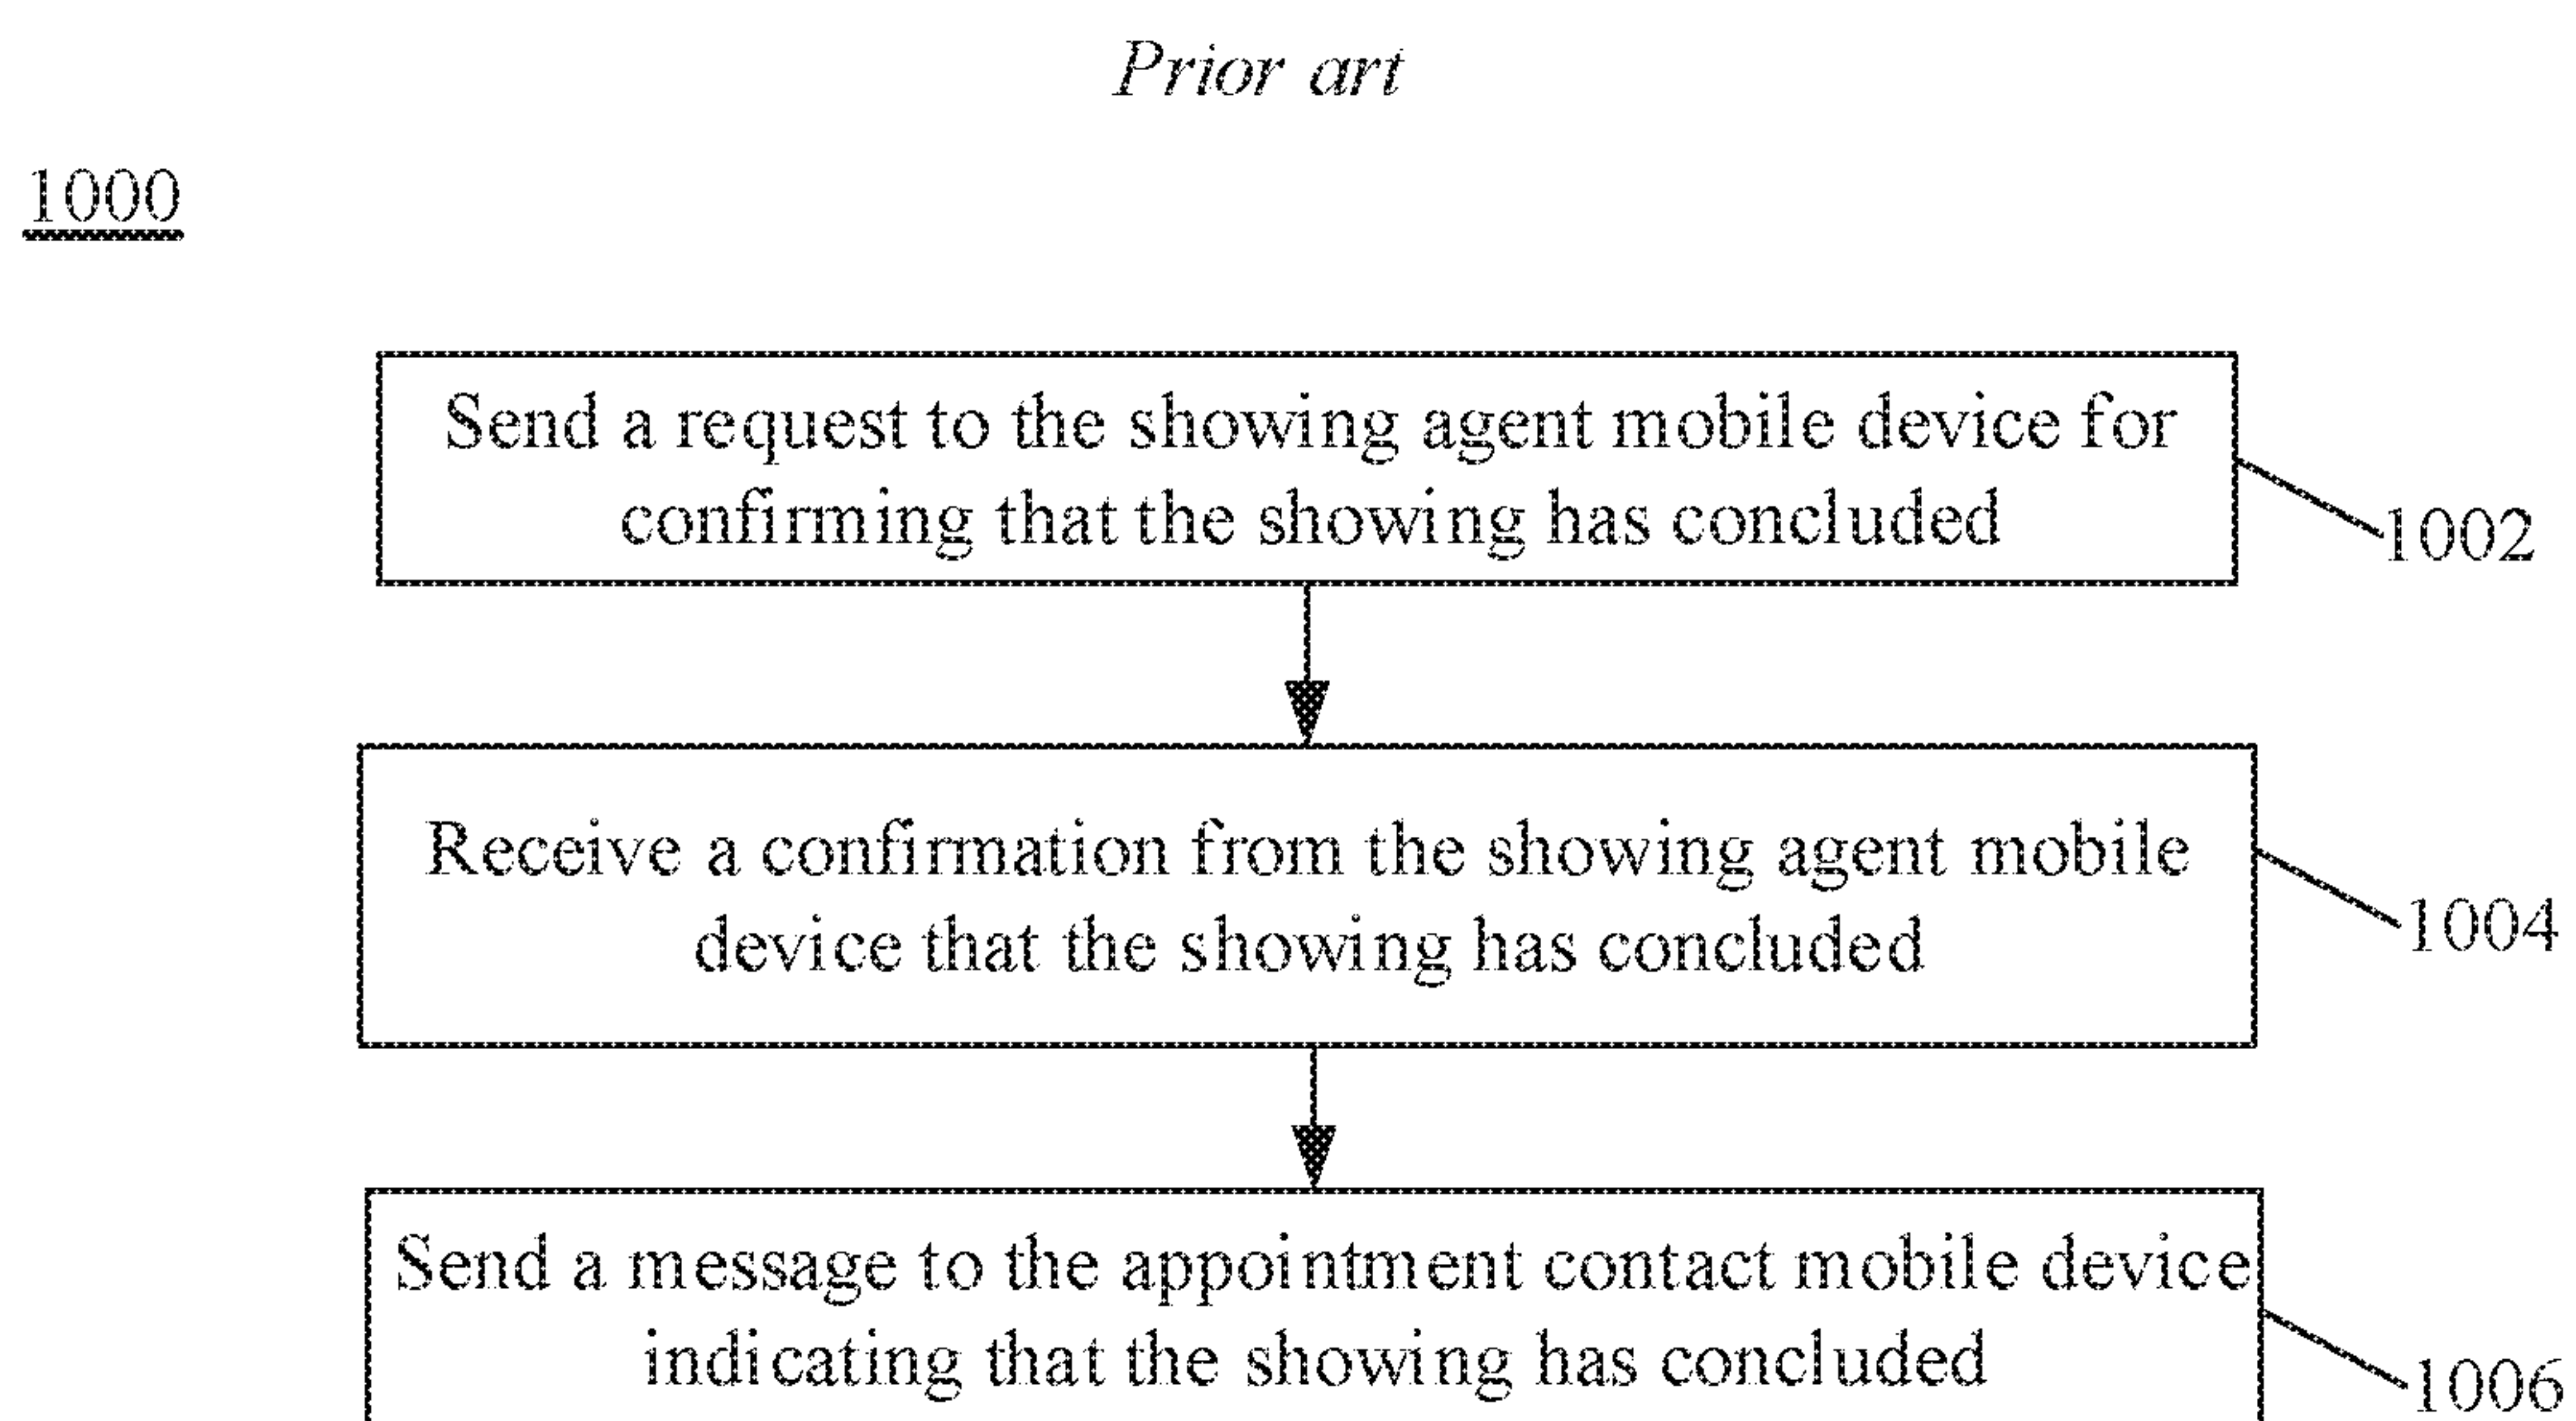 Prior art
1000
Send a request to the showing agent mobile device for
confirming that the showing has concluded
1002
Receive a confirmation from the showing agent mobile
device that the showing has concluded
1004
Send a message to the appointment contact mobile device
indicating that the showing has concluded
1006